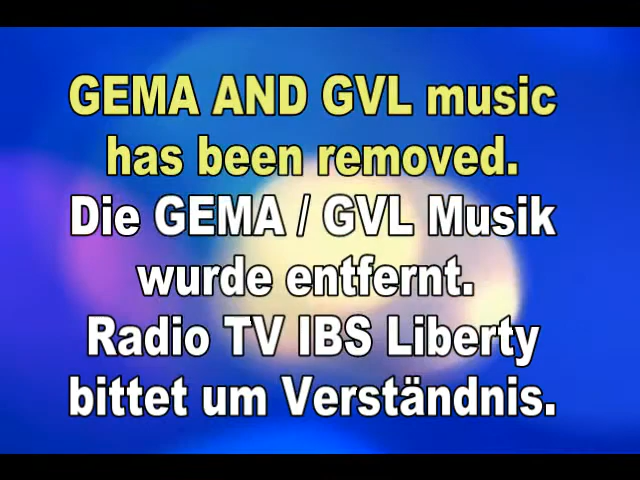 GEMA AND GVL music
has been removed.
Die GEMA / GVL Musik
wurde entfernt.
Radio TV IBS Liberty
bittet um Verständnis.